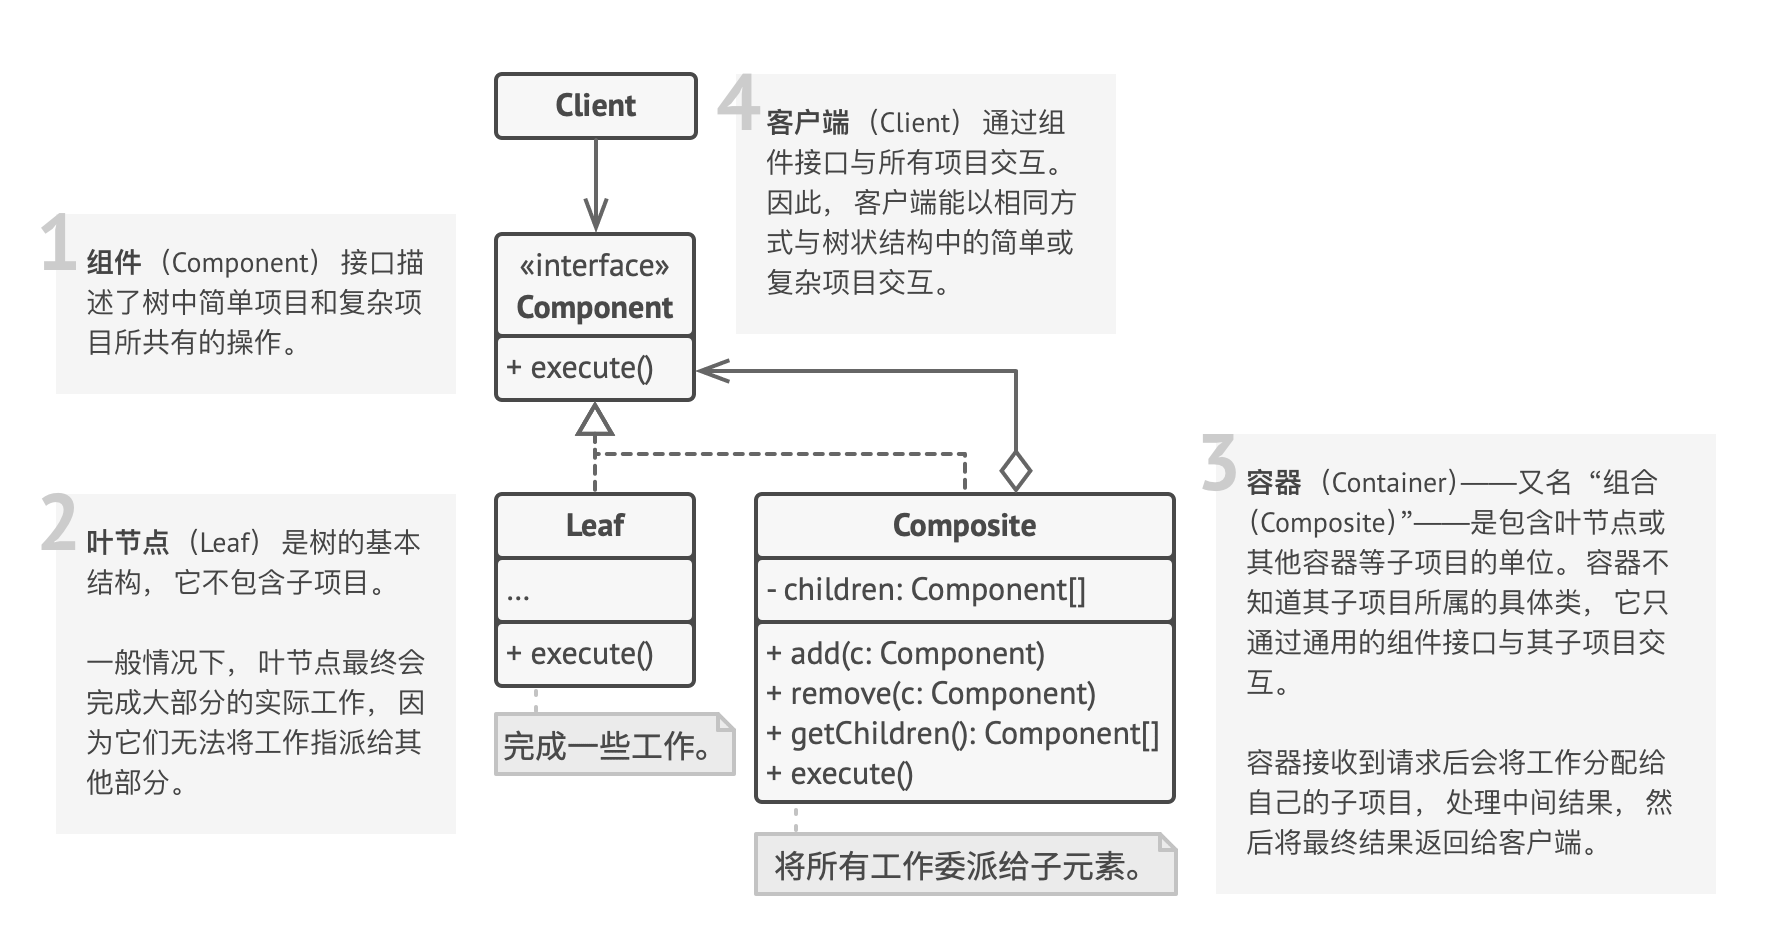 Client
4
客户端（Client） 通过组
件接口与所有项目交互。
因此， 客户端能以相同方
式与树状结构中的简单或
复杂项目交互。
1
组件（Component） 接口描
述了树中简单项目和复杂项
目所共有的操作。
«interface»
Component
+ execute()
2
叶节点（Leaf） 是树的基本
结构， 它不包含子项目。
一般情况下， 叶节点最终会
完成大部分的实际工作， 因
为它们无法将工作指派给其
他部分。
Leaf
...
+ execute()
完成一些工作。
Composite
- children: Component[]
+ add(c: Component)
+ remove(c: Component)
+ getChildren(): Component[]
+ execute()
将所有工作委派给子元素。
3
容器（Container）——又名 “组合
（Composite）”——是包含叶节点或
其他容器等子项目的单位。 容器不
知道其子项目所属的具体类， 它只
通过通用的组件接口与其子项目交
互。
容器接收到请求后会将工作分配给
自己的子项目， 处理中间结果， 然
后将最终结果返回给客户端。